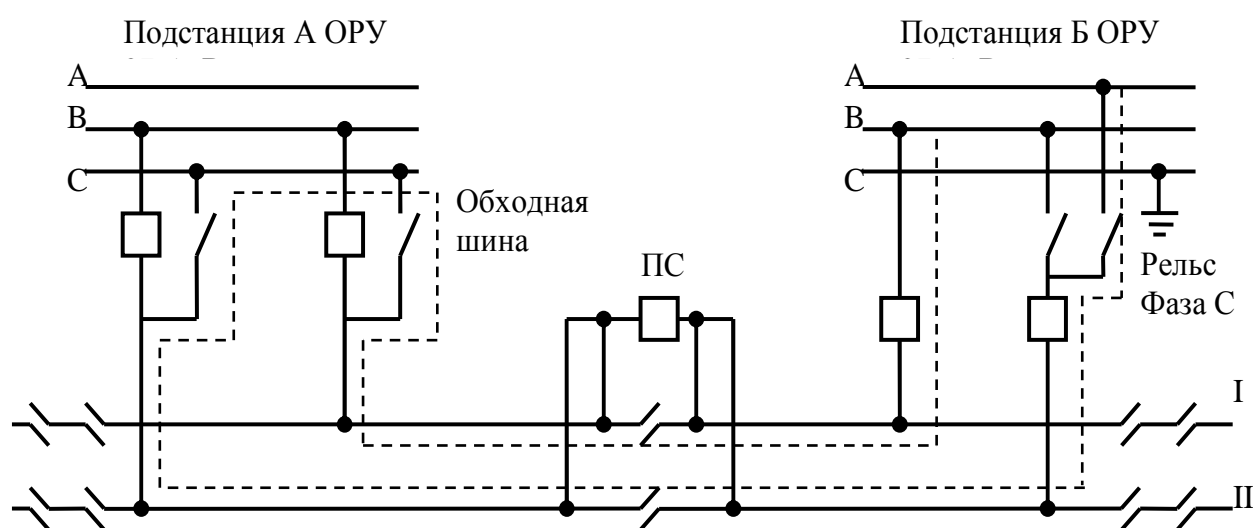 Подстанция А ОРУ
Подстанция Б ОРУ
А
В
С
А
В
С
Обходная
шина
ПС
Рельс
Фаза С
I
II